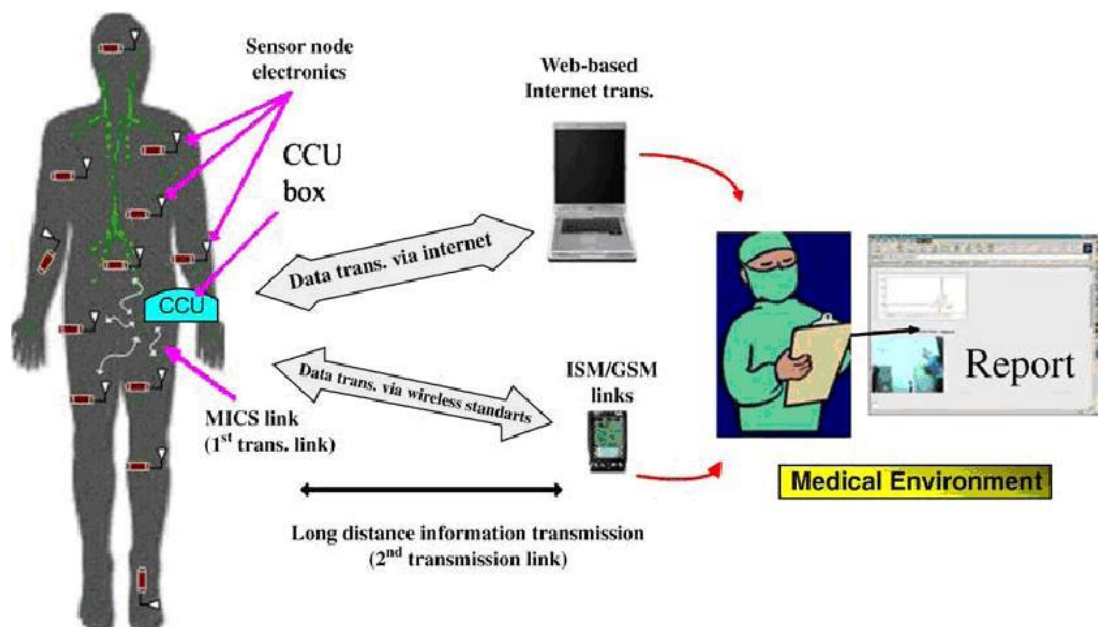 Sensor node
electronics
CCU
box
CCU
MICS link
(1st trans. link)
Web-based
Internet trans.
Data trans. via internet
Data trans. via wireless standarts
ISM/GSM
links
Long distance information transmission
(2nd transmission link)
Report
Medical Environment